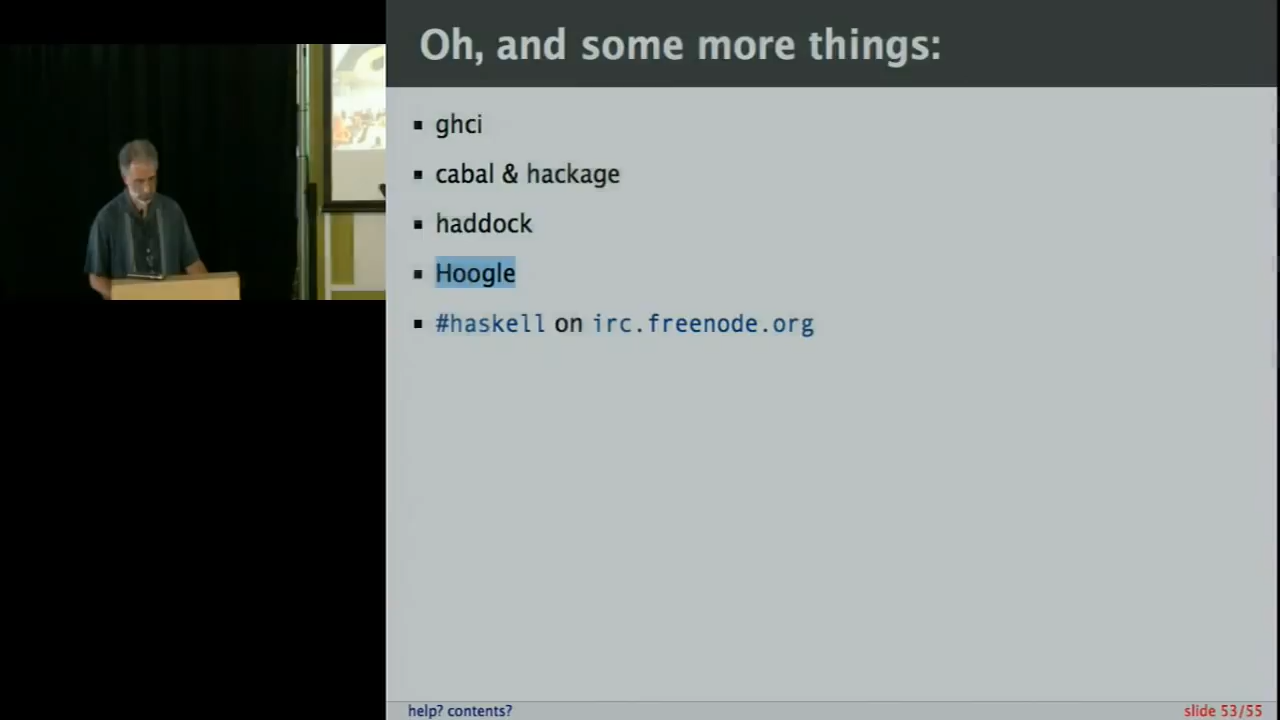 Oh, and some more things:
▪ ghci
▪ cabal & hackage
▪ haddock
▪ Hoogle
▪ #haskell on irc.freenode.org
help? contents?
slide 53/55